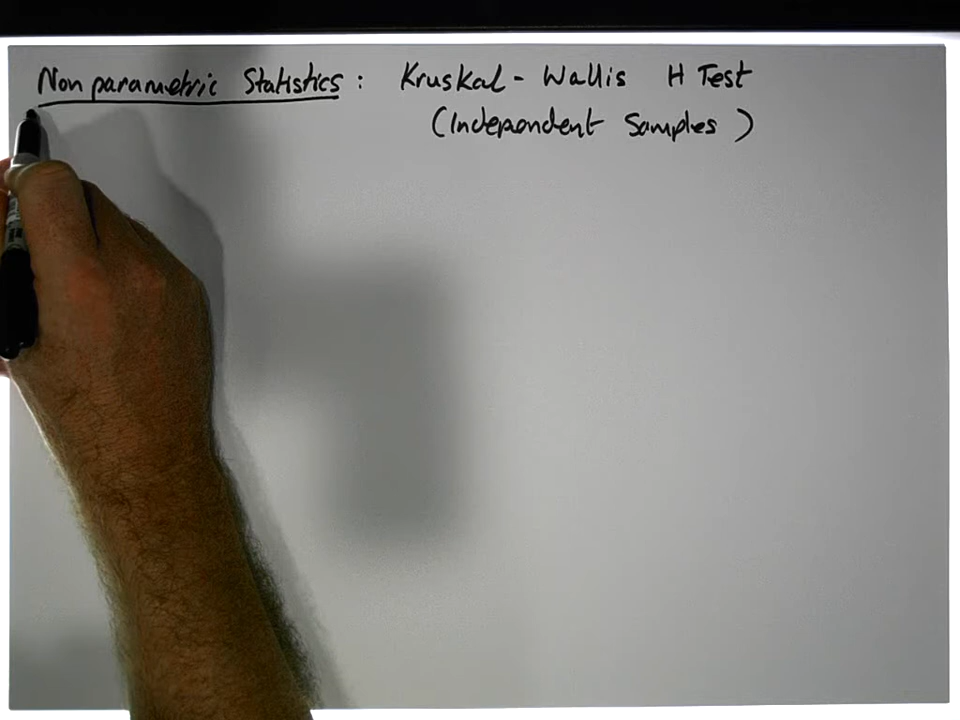 Nonparametric Statistics : Kruskal - Wallis H Test
(Independent Samples)